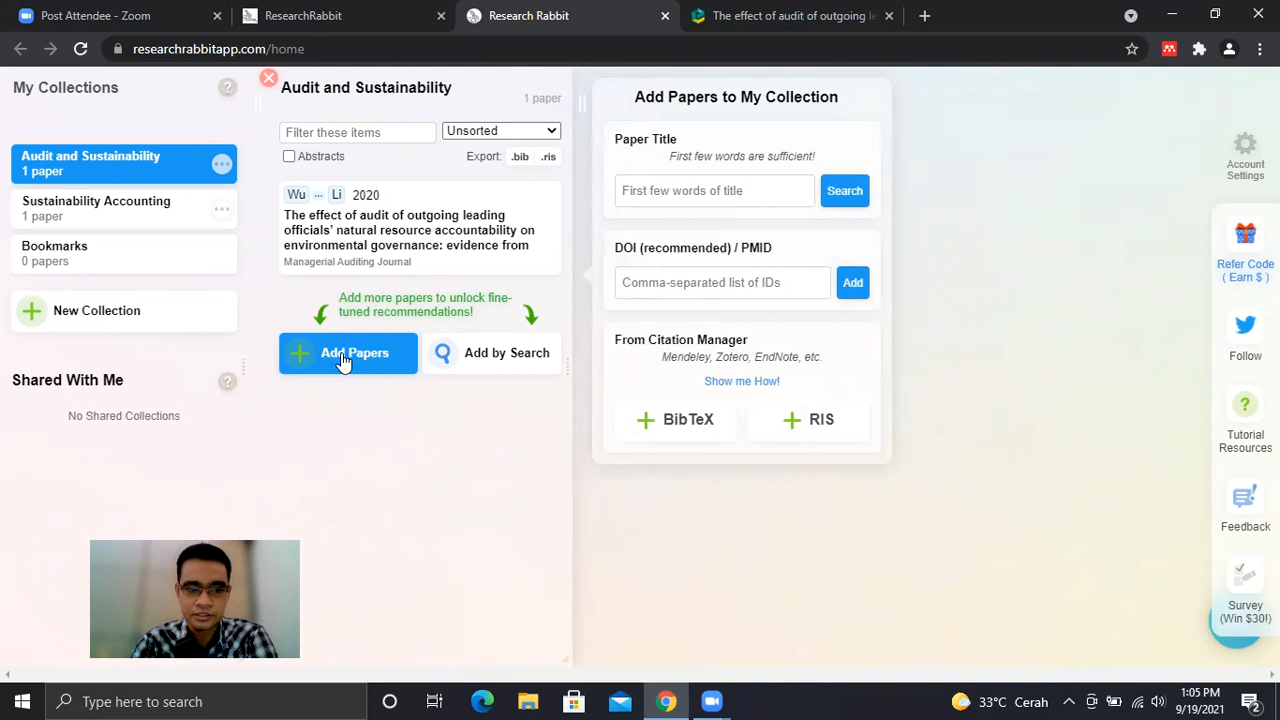 Post Attendee - Zoom
ResearchRabbit
Research Rabbit
The effect of audit of outgoing le
researchrabbitapp.com/home
My Collections
?
Audit and Sustainability
1 paper
Sustainability Accounting
1 paper
Bookmarks
0 papers
New Collection
Shared With Me
?
No Shared Collections
Audit and Sustainability
1 paper
Filter these items
Unsorted
Abstracts
Export:
.bib
.ris
Wu ... Li 2020
The effect of audit of outgoing leading
officials' natural resource accountability on
environmental governance: evidence from
Managerial Auditing Journal
Add more papers to unlock fine-
tuned recommendations!
Add Papers
Add by Search
Add Papers to My Collection
Paper Title
First few words are sufficient!
First few words of title
Search
DOI (recommended) / PMID
Comma-separated list of IDs
Add
From Citation Manager
Mendeley, Zotero, EndNote, etc.
Show me How!
BibTeX
RIS
Account
Settings
Refer Code
( Earn $ )
Follow
?
Tutorial
Resources
Feedback
Survey
(Win $30!)
Type here to search
33°C Cerah
1:05 PM
9/19/2021
2